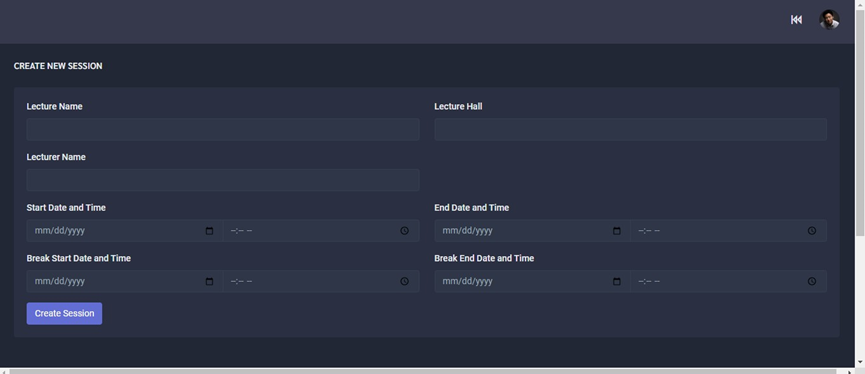 CREATE NEW SESSION
Lecture Name Lecture Hall
Lecturer Name
Start Date and Time End Date and Time
mm/dd/yyyy --:-- -- mm/dd/yyyy --:-- --
Break Start Date and Time Break End Date and Time
mm/dd/yyyy --:-- -- mm/dd/yyyy --:-- --
Create Session